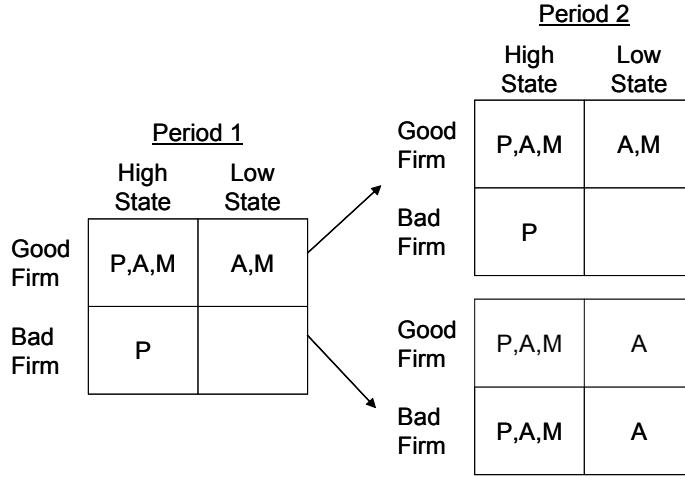 Period 2
High State
Low State
Good Firm
P,A,M
A,M
Bad Firm
P
Period 1
High State
Low State
Good Firm
P,A,M
A,M
Bad Firm
P
Good Firm
P,A,M
A
Bad Firm
P,A,M
A